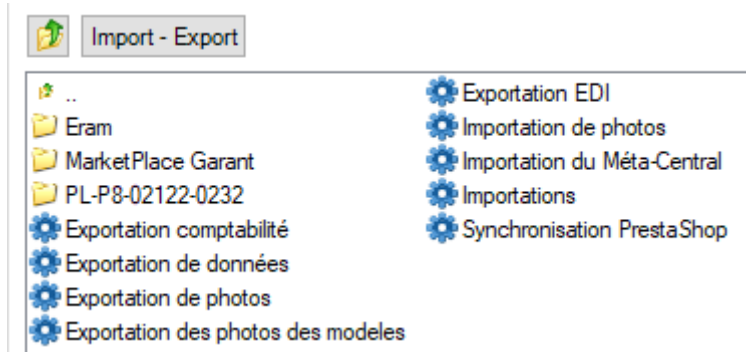 Import - Export
..
Eram
MarketPlace Garant
PL-P8-02122-0232
Exportation comptabilité
Exportation de données
Exportation de photos
Exportation des photos des modeles
Exportation EDI
Importation de photos
Importation du Méta-Central
Importations
Synchronisation PrestaShop